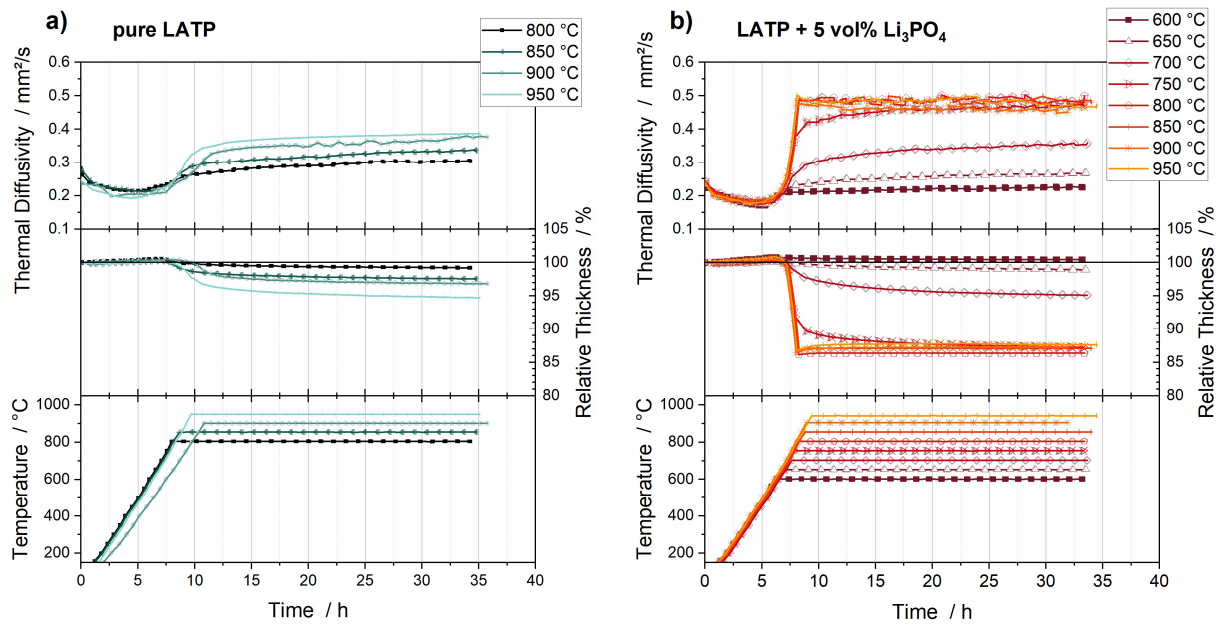 a)
pure LATP
800 °C
850 °C
900 °C
950 °C
Thermal Diffusivity / mm²/s
0.6
0.5
0.4
0.3
0.2
0.1
Relative Thickness / %
105
100
95
90
85
80
Temperature / °C
1000
800
600
400
200
0 5 10 15 20 25 30 35 40
Time / h
b)
LATP + 5 vol% Li₃PO₄
600 °C
650 °C
700 °C
750 °C
800 °C
850 °C
900 °C
950 °C
Thermal Diffusivity / mm²/s
0.6
0.5
0.4
0.3
0.2
0.1
Relative Thickness / %
105
100
95
90
85
80
Temperature / °C
1000
800
600
400
200
0 5 10 15 20 25 30 35 40
Time / h